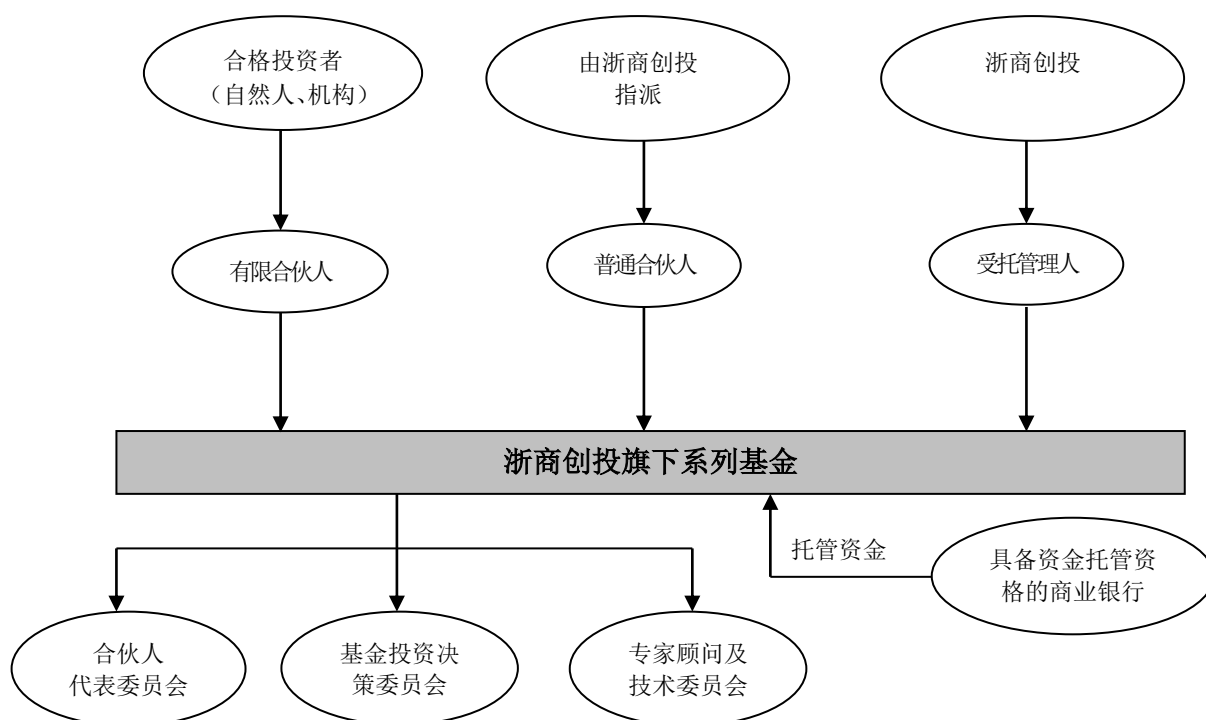 合格投资者
（自然人、机构）
由浙商创投
指派
浙商创投
有限合伙人
普通合伙人
受托管理人
浙商创投旗下系列基金
托管资金
具备资金托管资
格的商业银行
合伙人
代表委员会
基金投资决
策委员会
专家顾问及
技术委员会